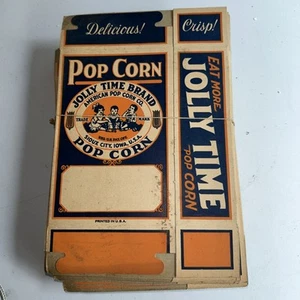 Delicious!
Crisp!
POP CORN
JOLLY TIME BRAND
AMERICAN POP CORN CO
TRADE MARK
SIOUX CITY, IOWA, U.S.A.
POP CORN
PRINTED IN U.S.A.
EAT MORE
JOLLY TIME
POP CORN